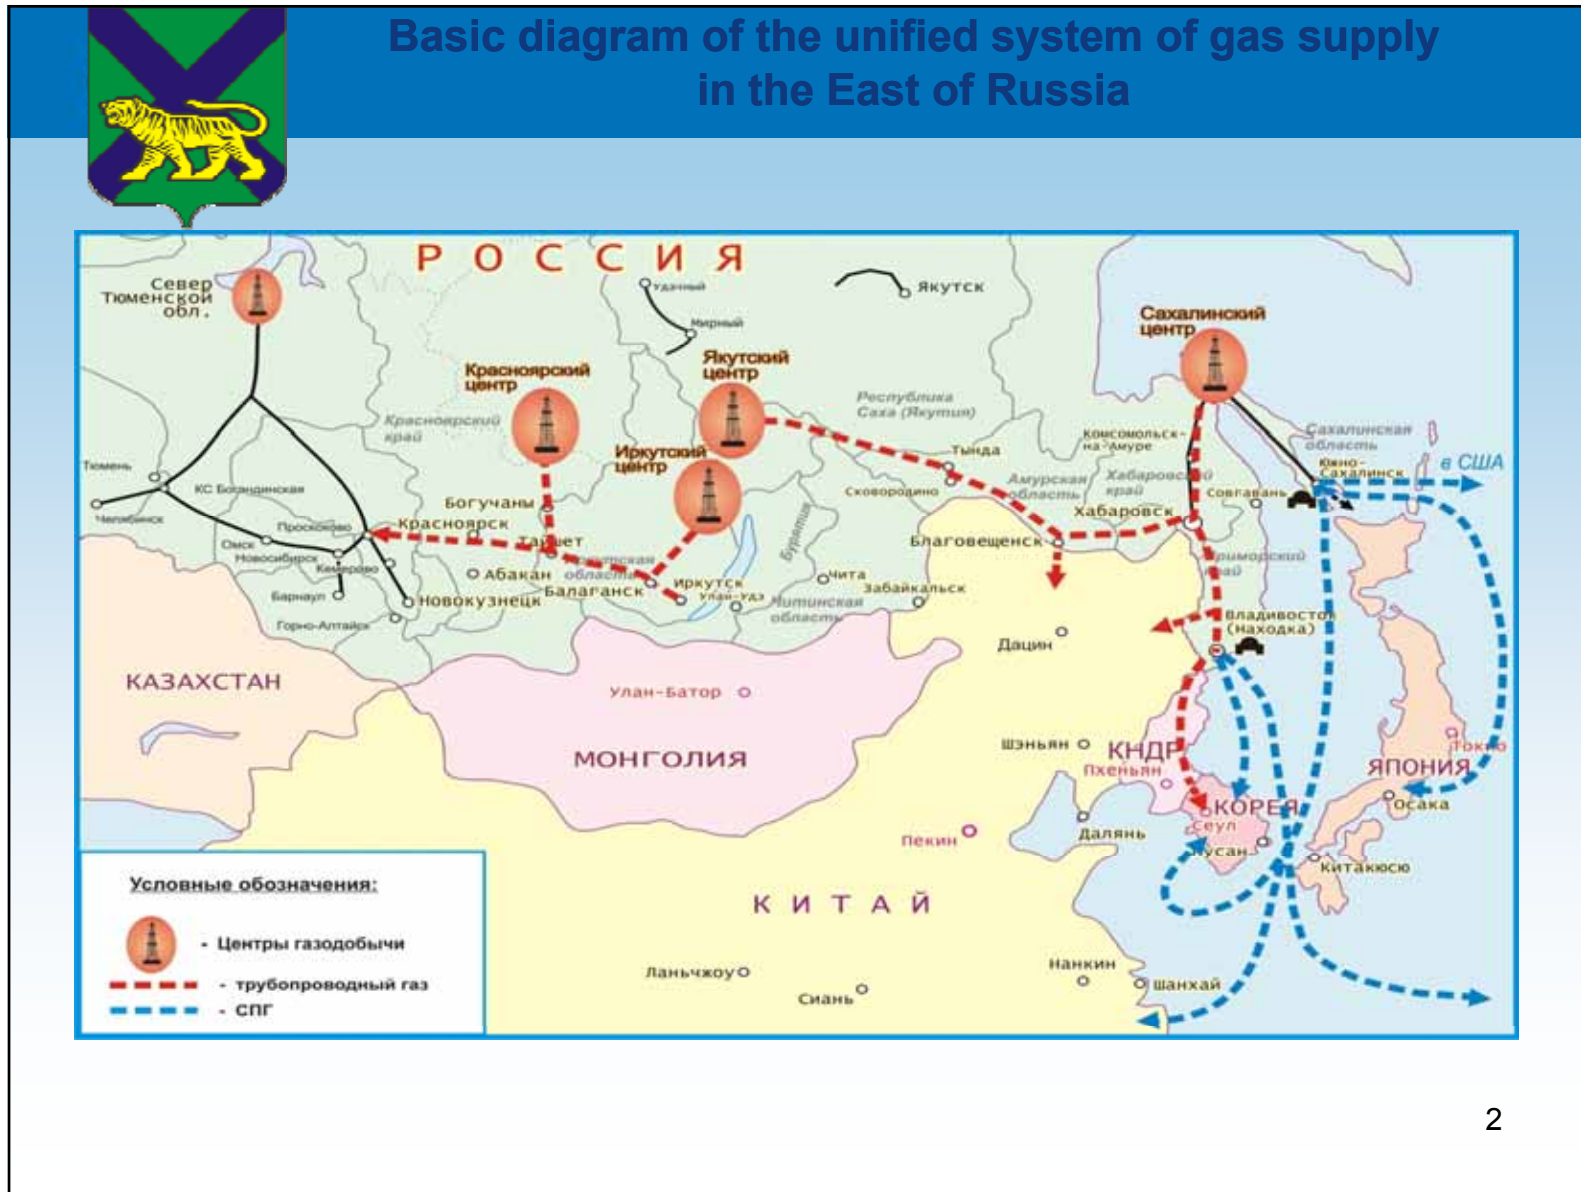 Basic diagram of the unified system of gas supply
in the East of Russia
РОССИЯ
Север
Тюменской
обл.
Удачный
Якутск
Мирный
Сахалинский
центр
Красноярский
центр
Якутский
центр
Красноярский
край
Республика
Саха (Якутия)
Иркутский
центр
Комсомольск-
на-Амуре
Сахалинская
область
Тюмень
Тында
Южно-
Сахалинск
в США
КС Богандинская
Богучаны
Сковородино
Амурская
область
Хабаровский
край
Совгавань
Челябинск
Проскоково
Красноярск
Хабаровск
Омск
Новосибирск
Кемерово
Тайшет
Иркутская
область
Бурятия
Благовещенск
Приморский
край
Абакан
Балаганск
Иркутск
Улан-Удэ
Чита
Забайкальск
Барнаул
Новокузнецк
Читинская
область
Горно-Алтайск
Владивосток
(Находка)
Дацин
КАЗАХСТАН
Улан-Батор
МОНГОЛИЯ
Шэньян
КНДР
Пхеньян
Токио
ЯПОНИЯ
КОРЕЯ
Сеул
Осака
Пекин
Далянь
Пусан
Китакюсю
КИТАЙ
Ланьчжоу
Сиань
Нанкин
Шанхай
Условные обозначения:
- Центры газодобычи
- трубопроводный газ
- СПГ
2